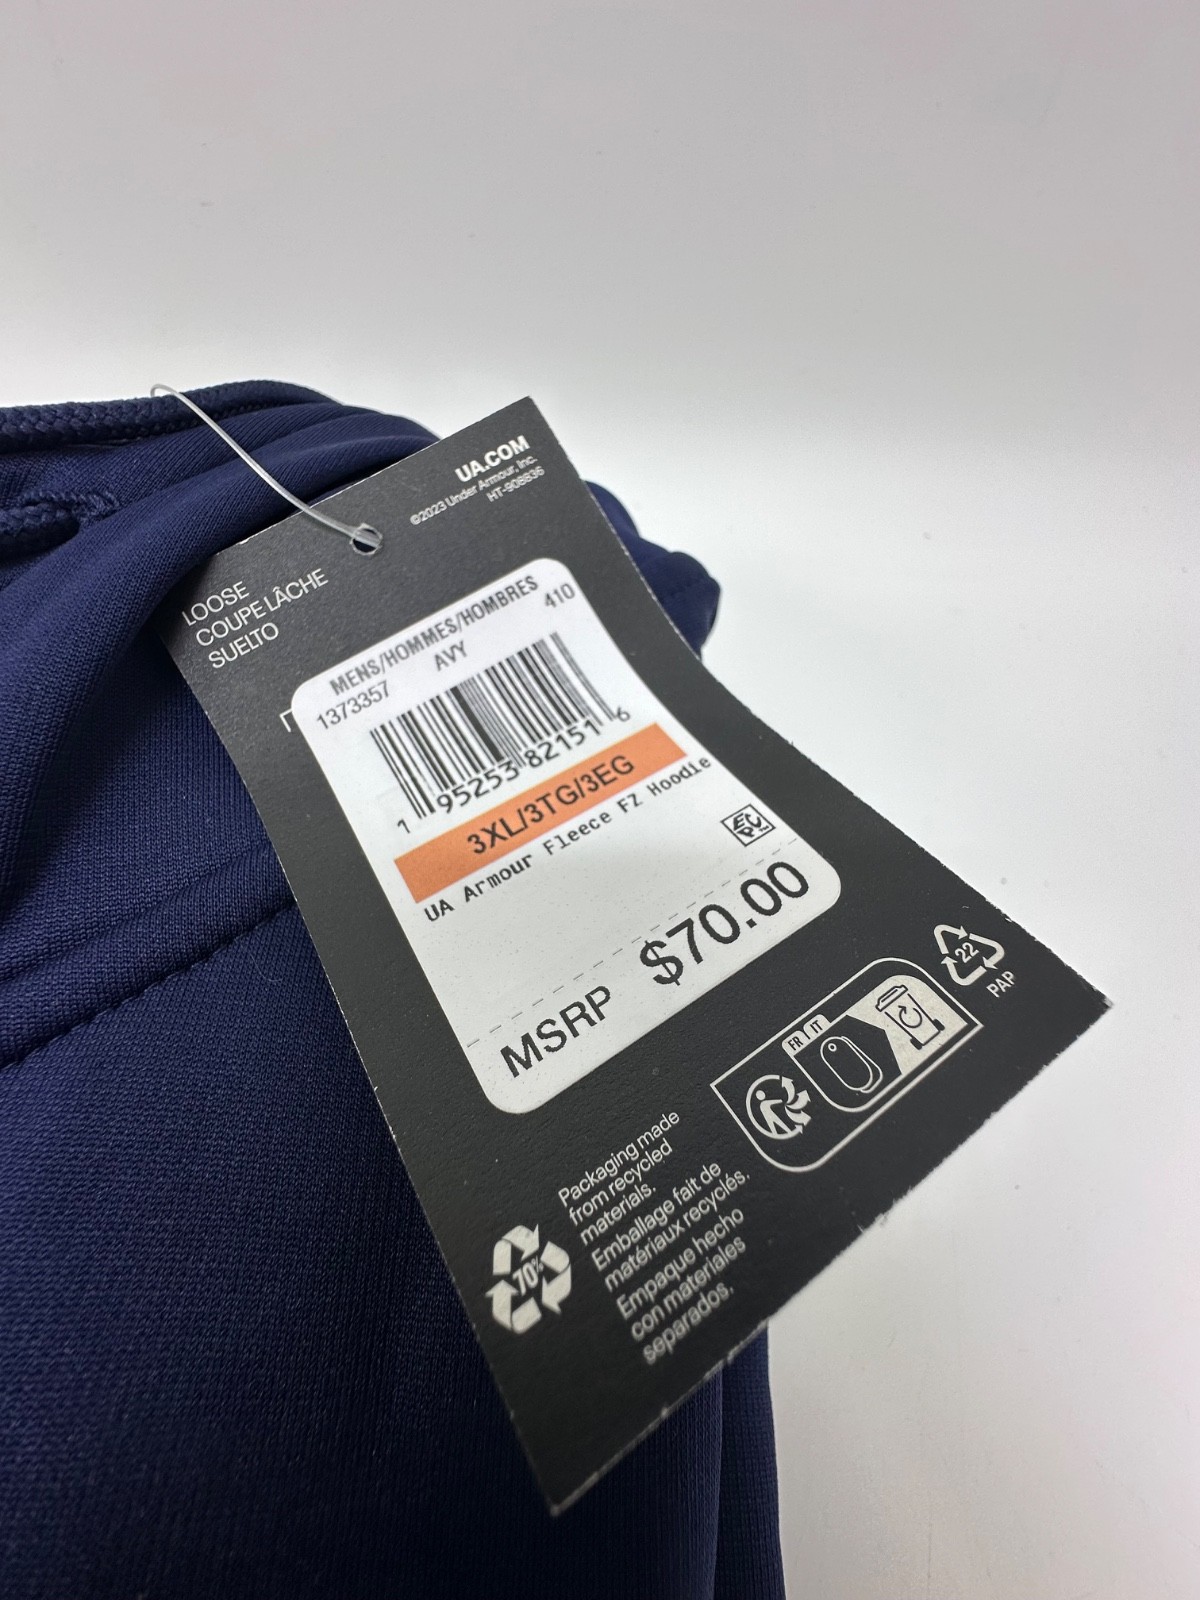 UA.COM
©2023 Under Armour, Inc.
HT-908836
LOOSE
COUPE LÂCHE
SUELTO
MENS/HOMMES/HOMBRES
1373357 AVY 410
1 95253 82151 6
3XL/3TG/3EG
UA Armour Fleece FZ Hoodie
MSRP $70.00
FR IT
22
PAP
70%
Packaging made
from recycled
materials.
Emballage fait de
matériaux recyclés.
Empaque hecho
con materiales
separados.